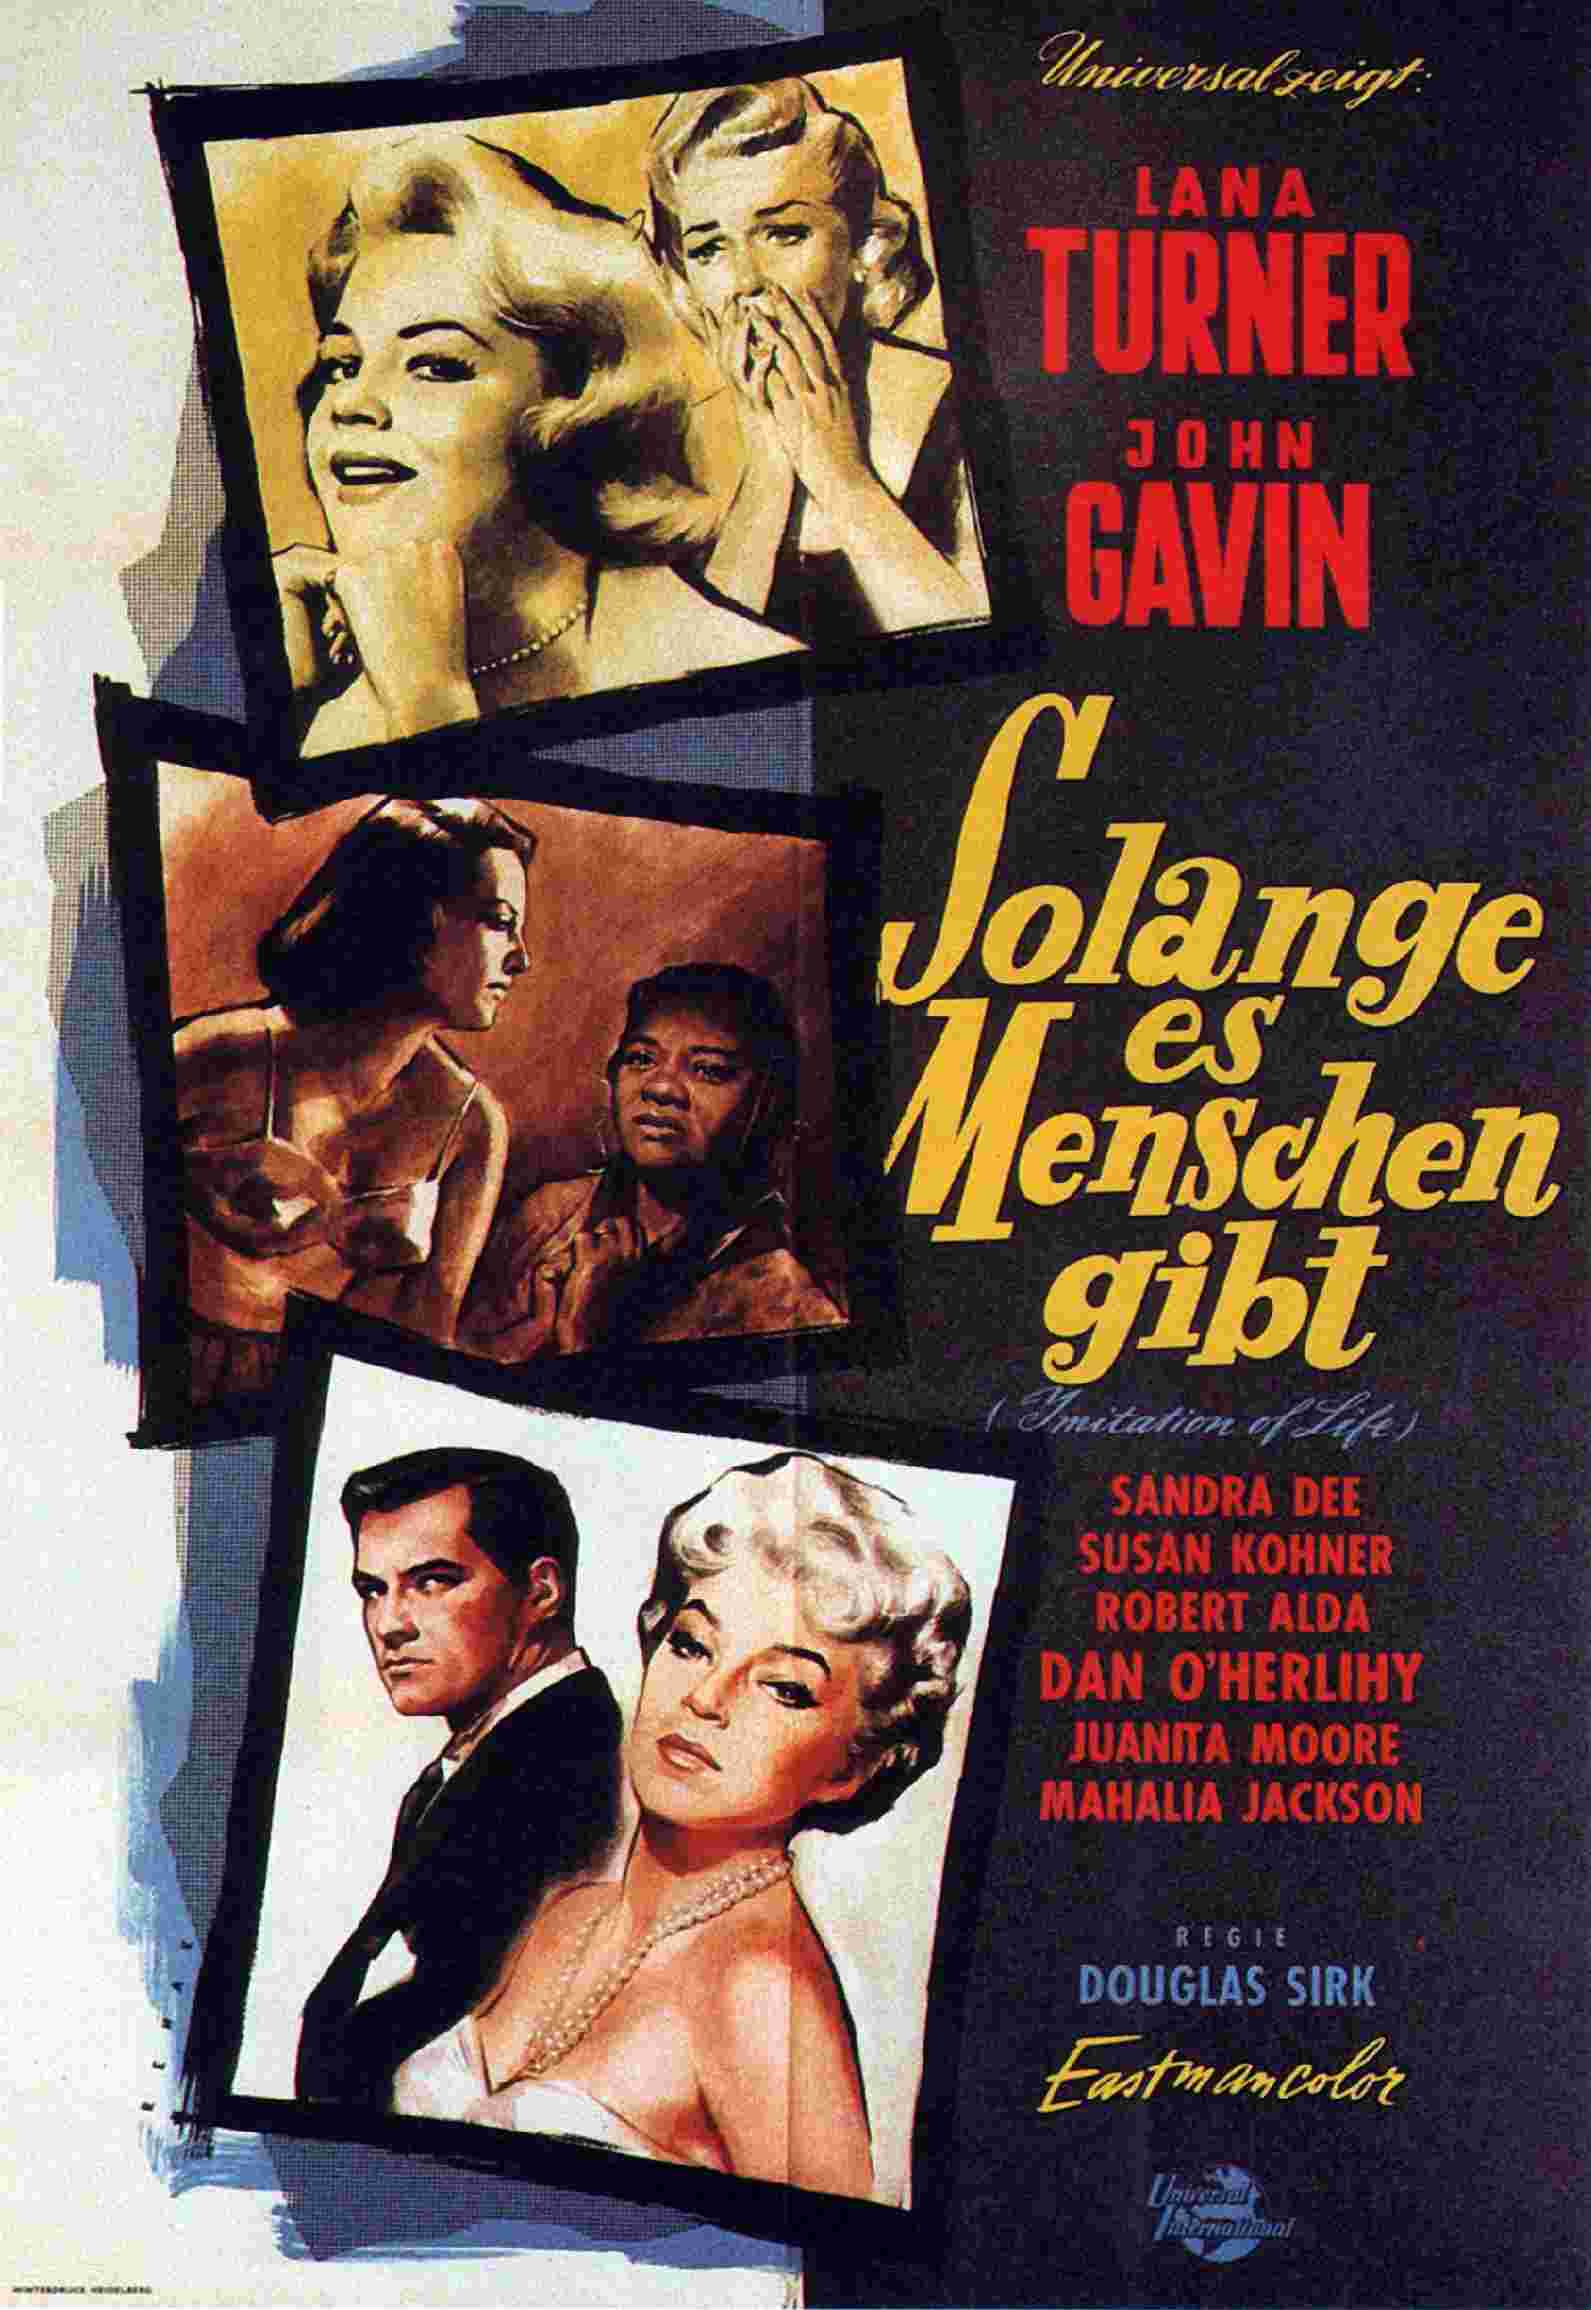 Universal zeigt:
LANA
TURNER
JOHN
GAVIN
Solange
es
Menschen
gibt
(Imitation of Life)
SANDRA DEE
SUSAN KOHNER
ROBERT ALDA
DAN O'HERLIHY
JUANITA MOORE
MAHALIA JACKSON
REGIE
DOUGLAS SIRK
Eastmancolor
Universal
International
HEIDELBERG